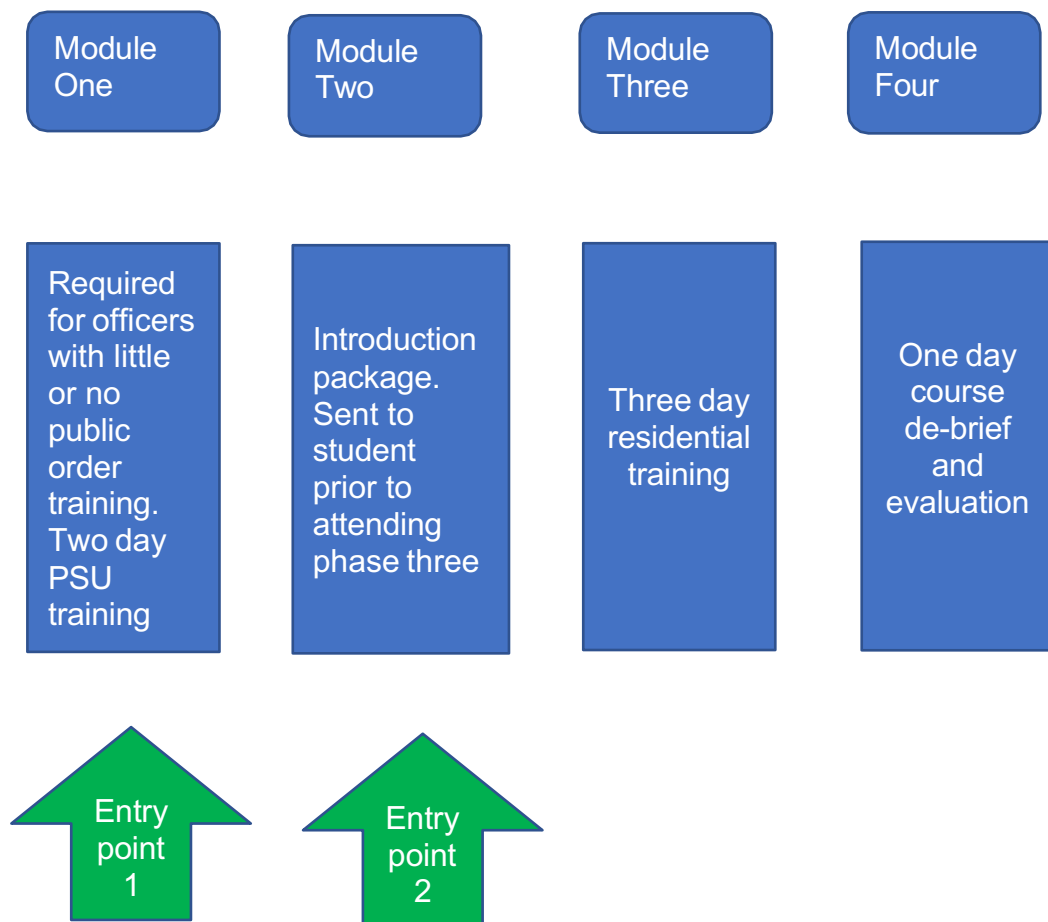 Module
One
Module
Two
Module
Three
Module
Four
Required
for officers
with little
or no
public
order
training.
Two day
PSU
training
Introduction
package.
Sent to
student
prior to
attending
phase three
Three day
residential
training
One day
course
de-brief
and
evaluation
Entry
point
1
Entry
point
2